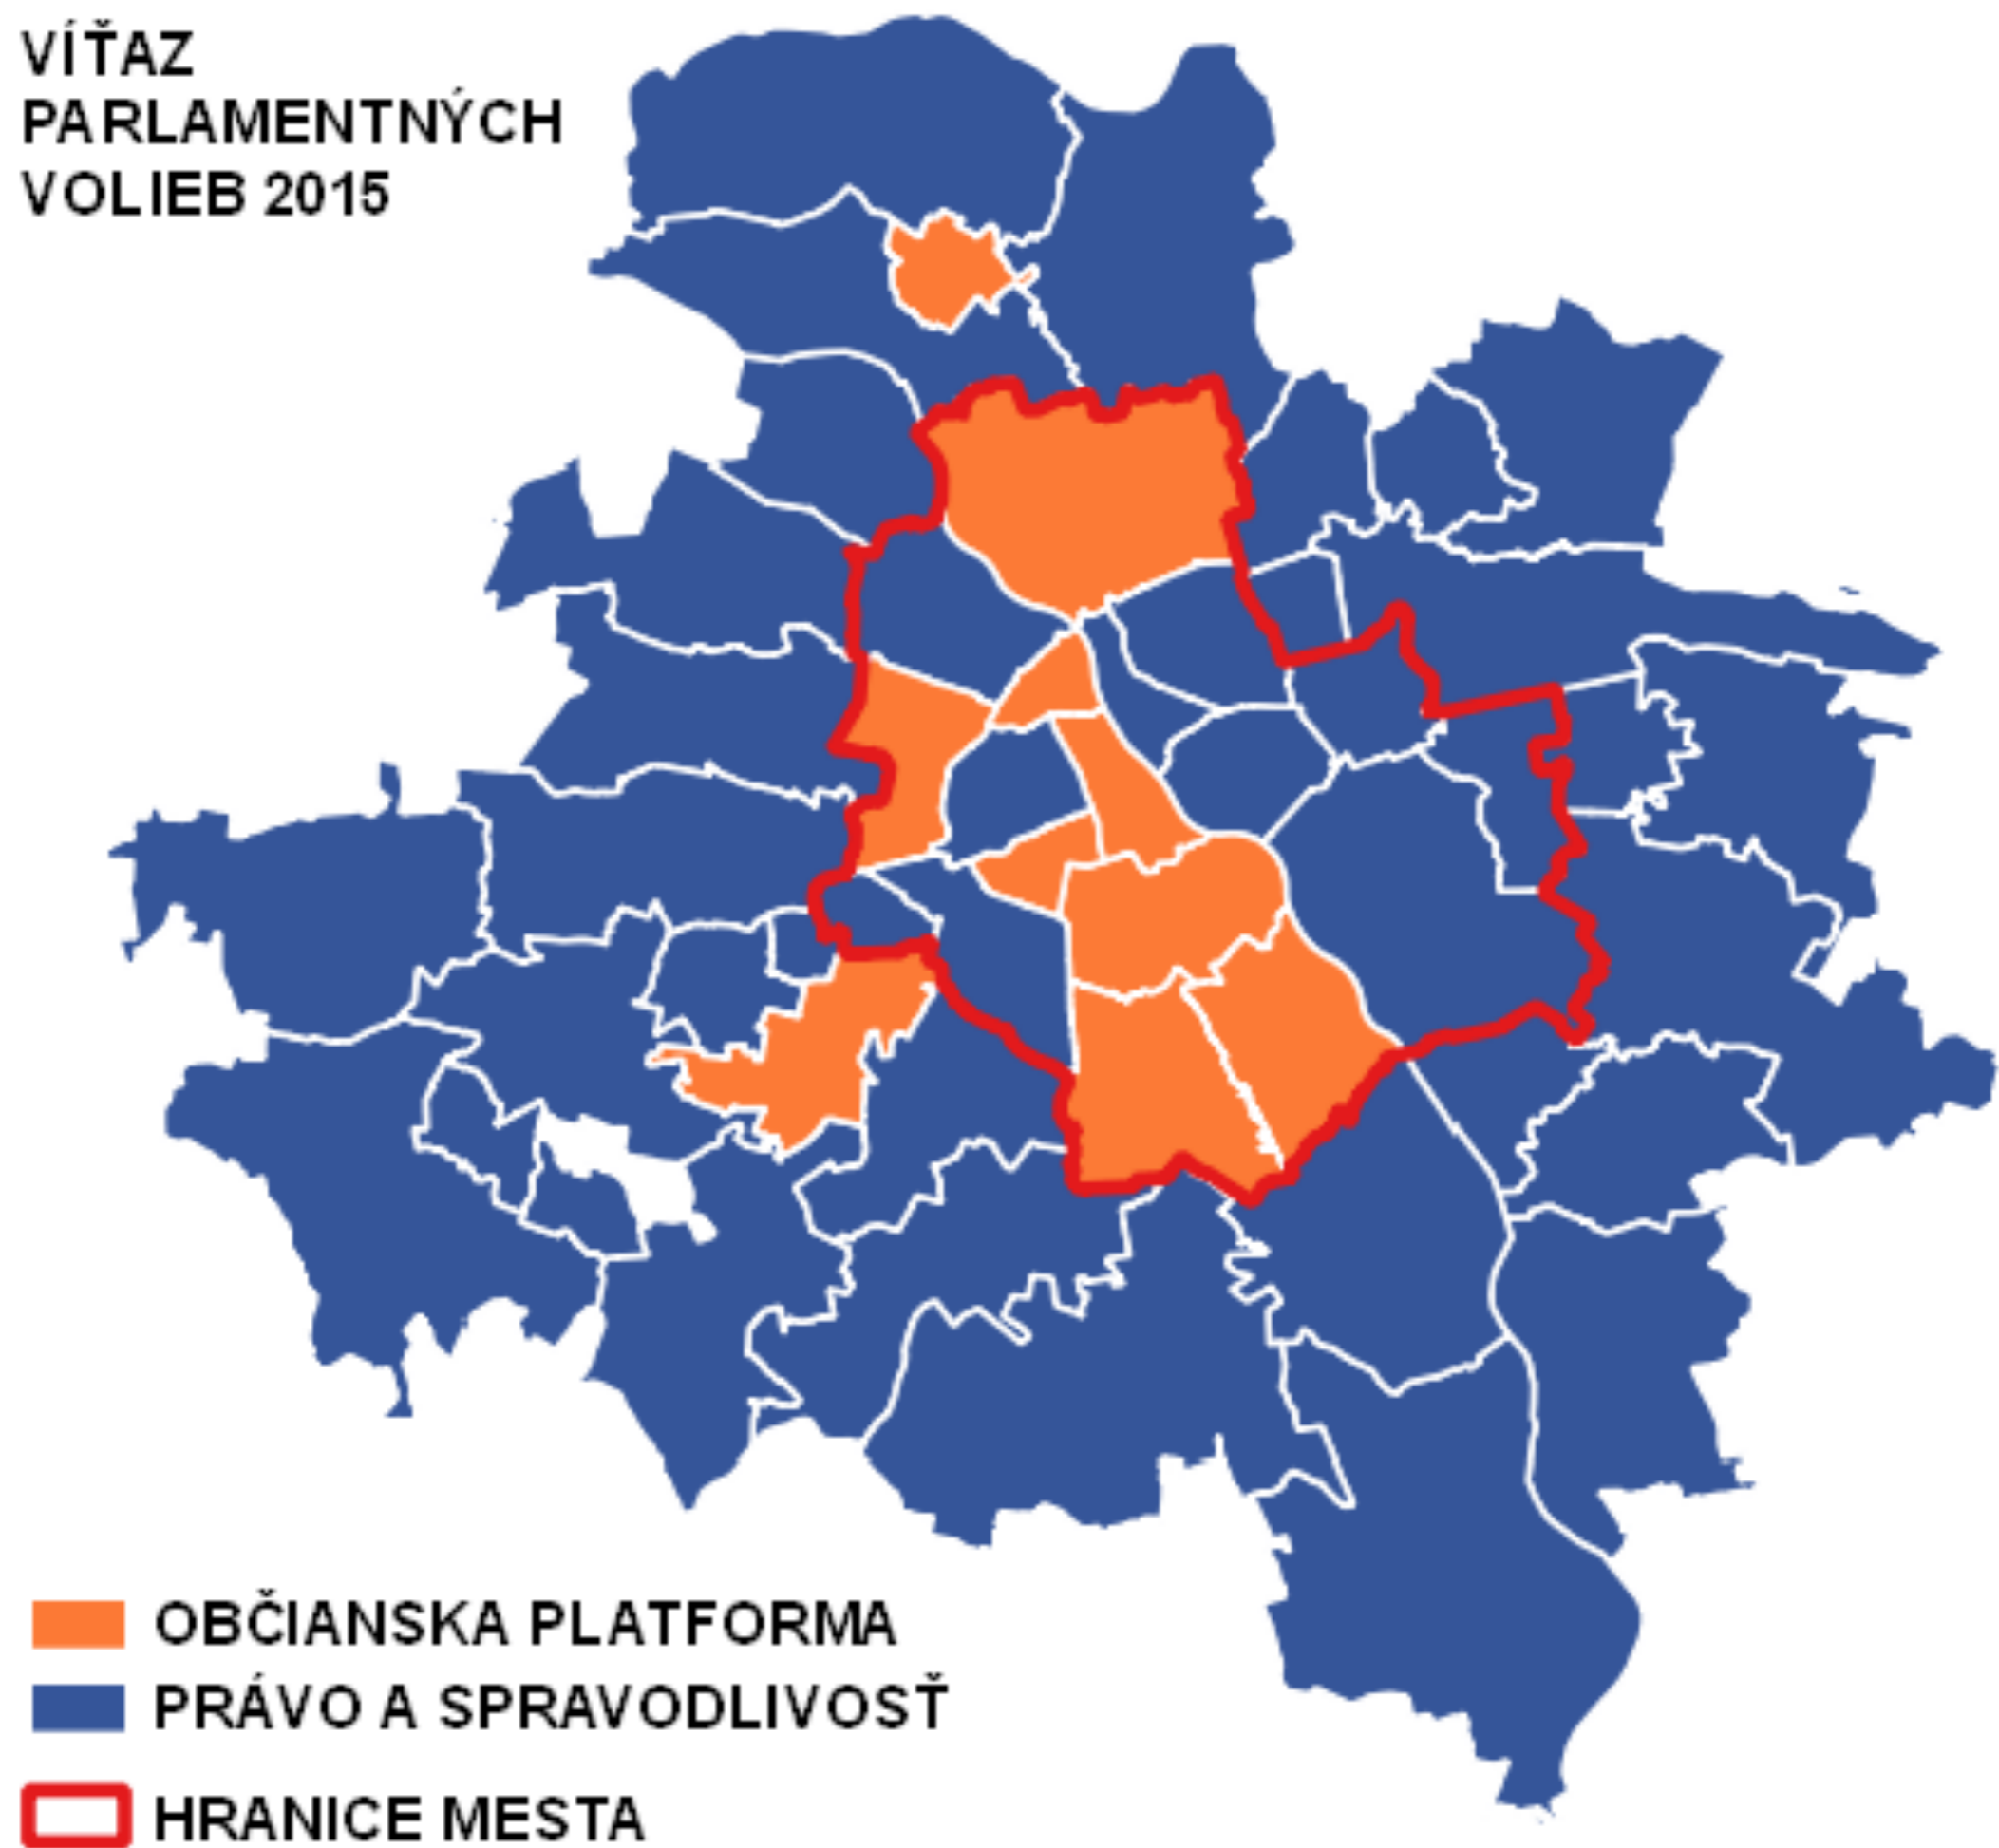 VÍŤAZ
PARLAMENTNÝCH
VOLIEB 2015
OBČIANSKA PLATFORMA
PRÁVO A SPRAVODLIVOSŤ
HRANICE MESTA